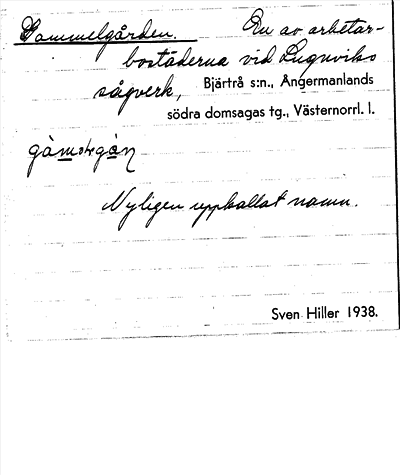 Gammelgården. En av arbetar-
bostäderna vid Lugnviks
sågverk, Bjärtrå s:n., Ångermanlands
södra domsagas tg., Västernorrl. l.
Nyligen uppkallat namn.
Sven Hiller 1938.